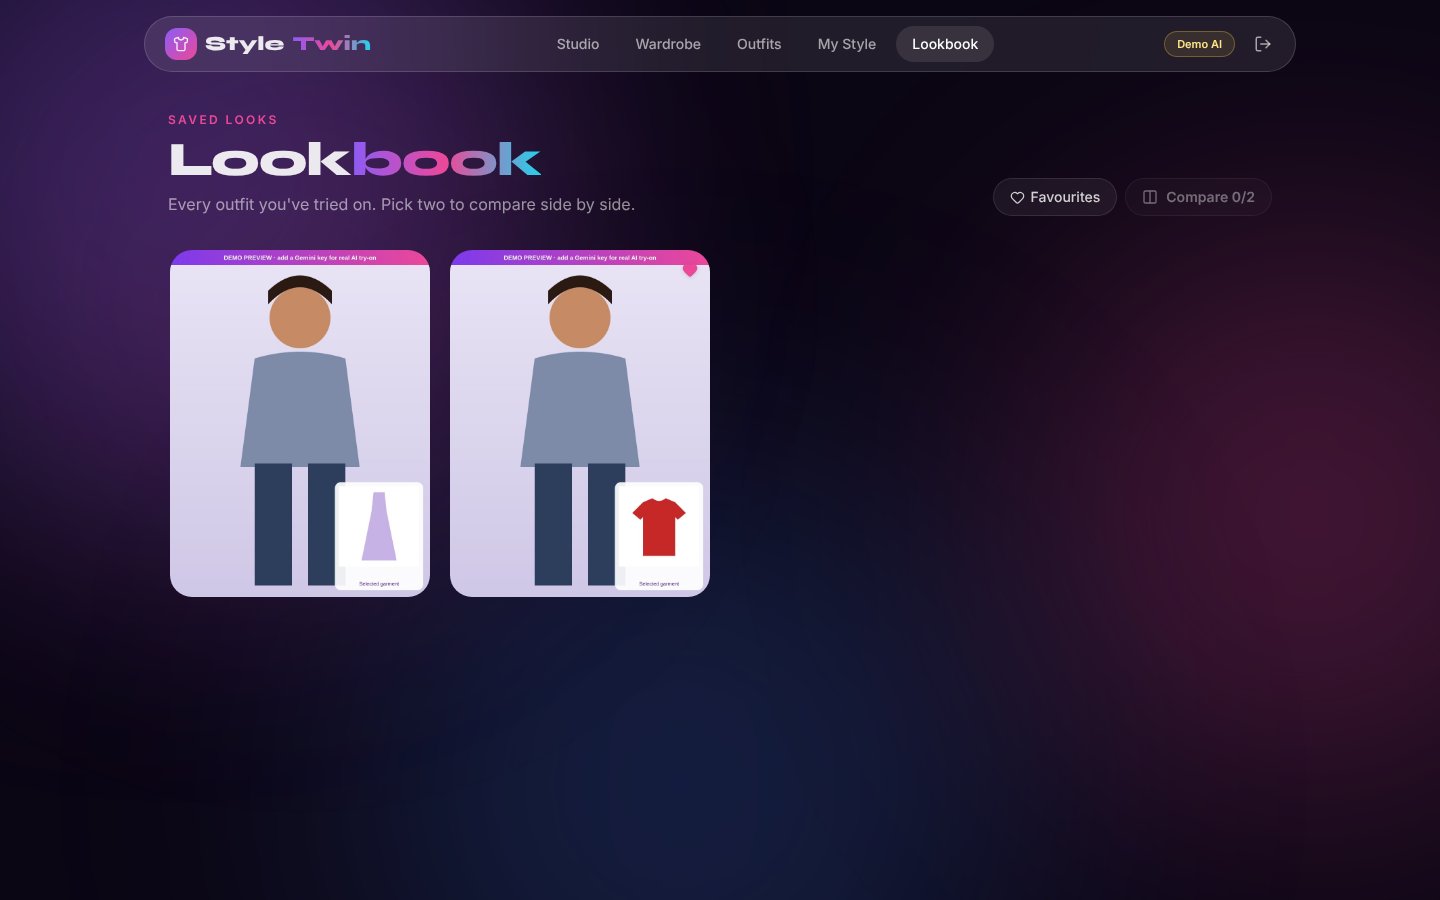 Style Twin
Studio
Wardrobe
Outfits
My Style
Lookbook
Demo AI
SAVED LOOKS
Lookbook
Every outfit you've tried on. Pick two to compare side by side.
Favourites
Compare 0/2
DEMO PREVIEW · add a Gemini key for real AI try-on
Selected garment
DEMO PREVIEW · add a Gemini key for real AI try-on
Selected garment